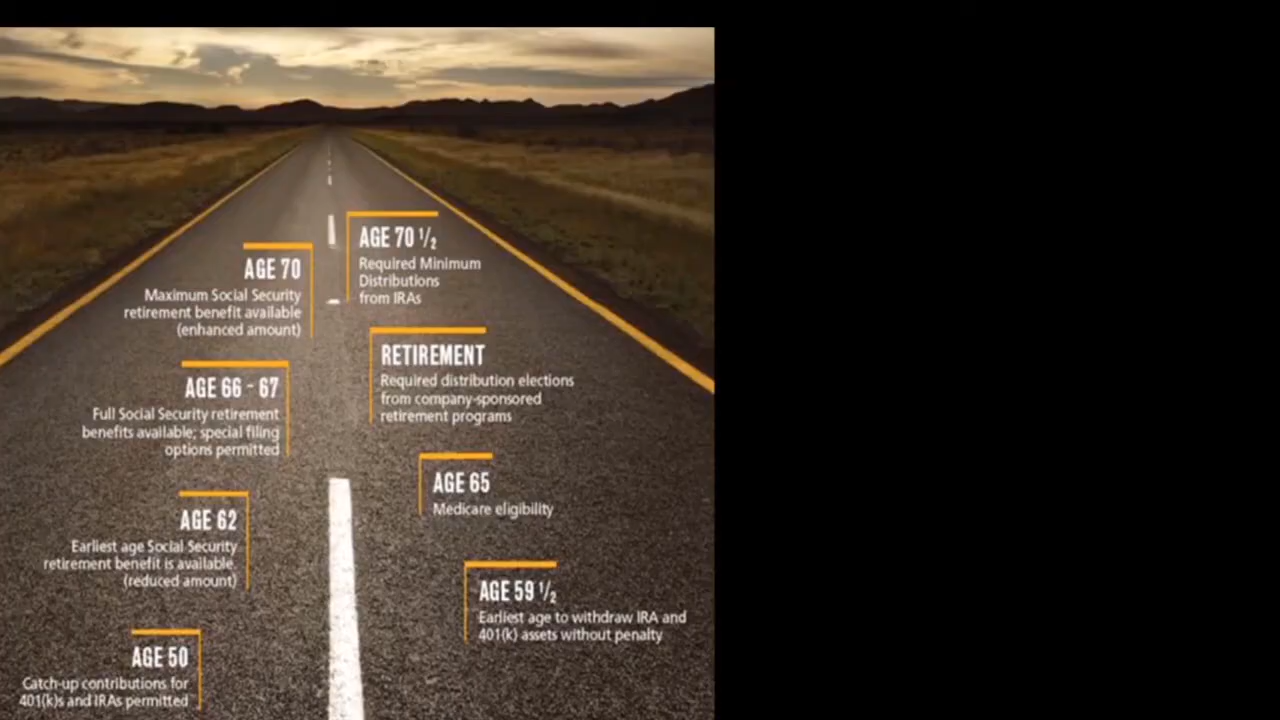 AGE 70 ½
Required Minimum
Distributions
from IRAs
AGE 70
Maximum Social Security
retirement benefit available
(enhanced amount)
RETIREMENT
Required distribution elections
from company-sponsored
retirement programs
AGE 66 - 67
Full Social Security retirement
benefits available; special filing
options permitted
AGE 65
Medicare eligibility
AGE 62
Earliest age Social Security
retirement benefit is available.
(reduced amount)
AGE 59 ½
Earliest age to withdraw IRA and
401(k) assets without penalty
AGE 50
Catch-up contributions for
401(k)s and IRAs permitted